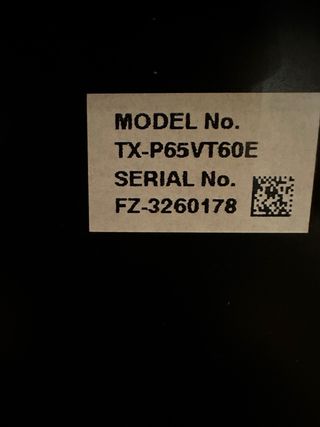 MODEL No.
TX-P65VT60E
SERIAL No.
FZ-3260178